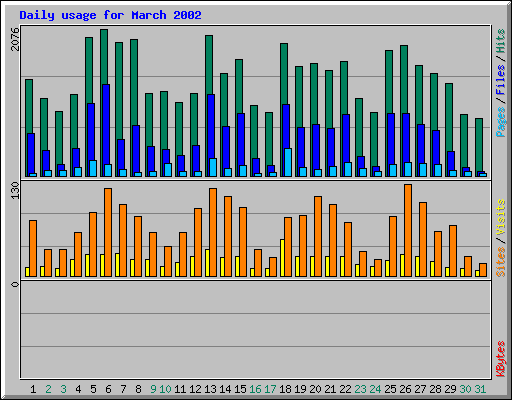 Daily usage for March 2002
2076
Pages / Files / Hits
130
Sites / Visits
0
KBytes
1 2 3 4 5 6 7 8 9 10 11 12 13 14 15 16 17 18 19 20 21 22 23 24 25 26 27 28 29 30 31